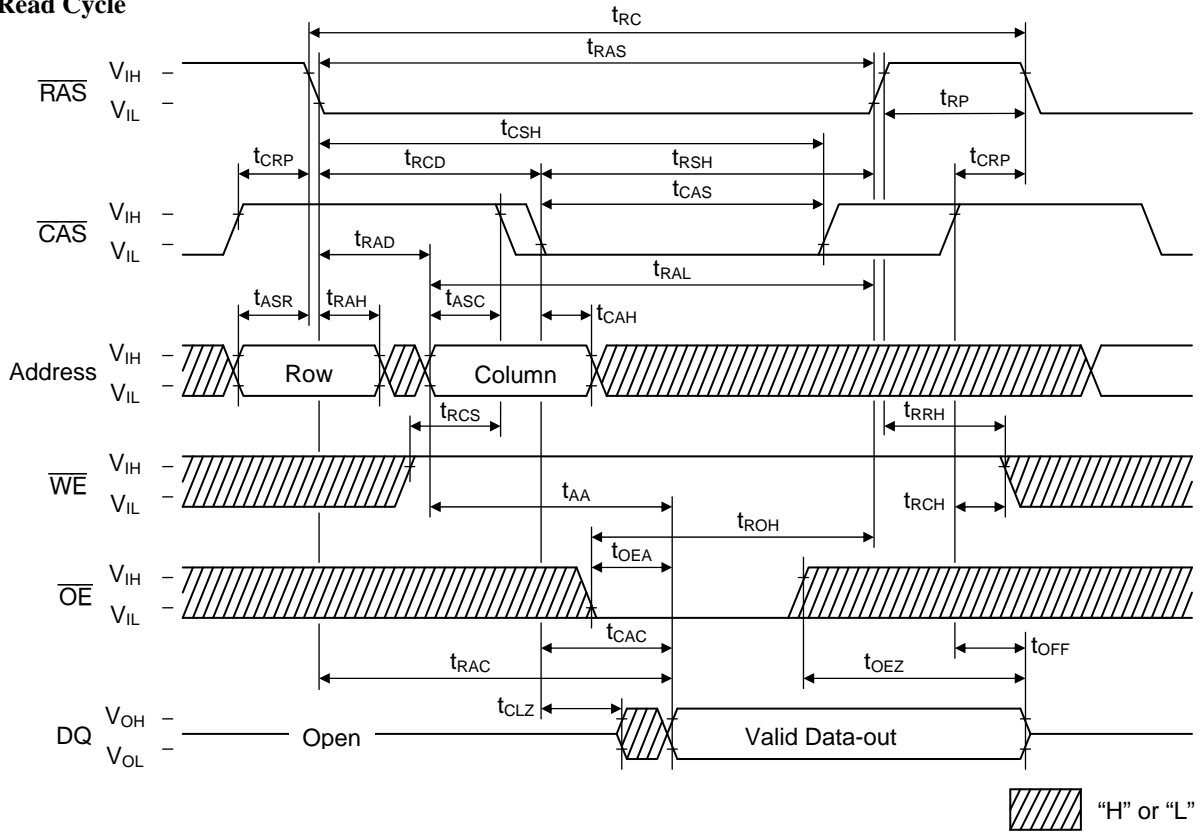 Read Cycle
tRC
tRAS
VIH
RAS
VIL
tRP
tCSH
tCRP
tRCD
tRSH
tCRP
tCAS
VIH
CAS
VIL
tRAD
tRAL
tASR
tRAH
tASC
tCAH
VIH
Address
Row
Column
VIL
tRCS
tRRH
VIH
WE
VIL
tAA
tRCH
tROH
tOEA
VIH
OE
VIL
tCAC
tOFF
tRAC
tOEZ
tCLZ
VOH
DQ
Open
Valid Data-out
VOL
“H” or “L”